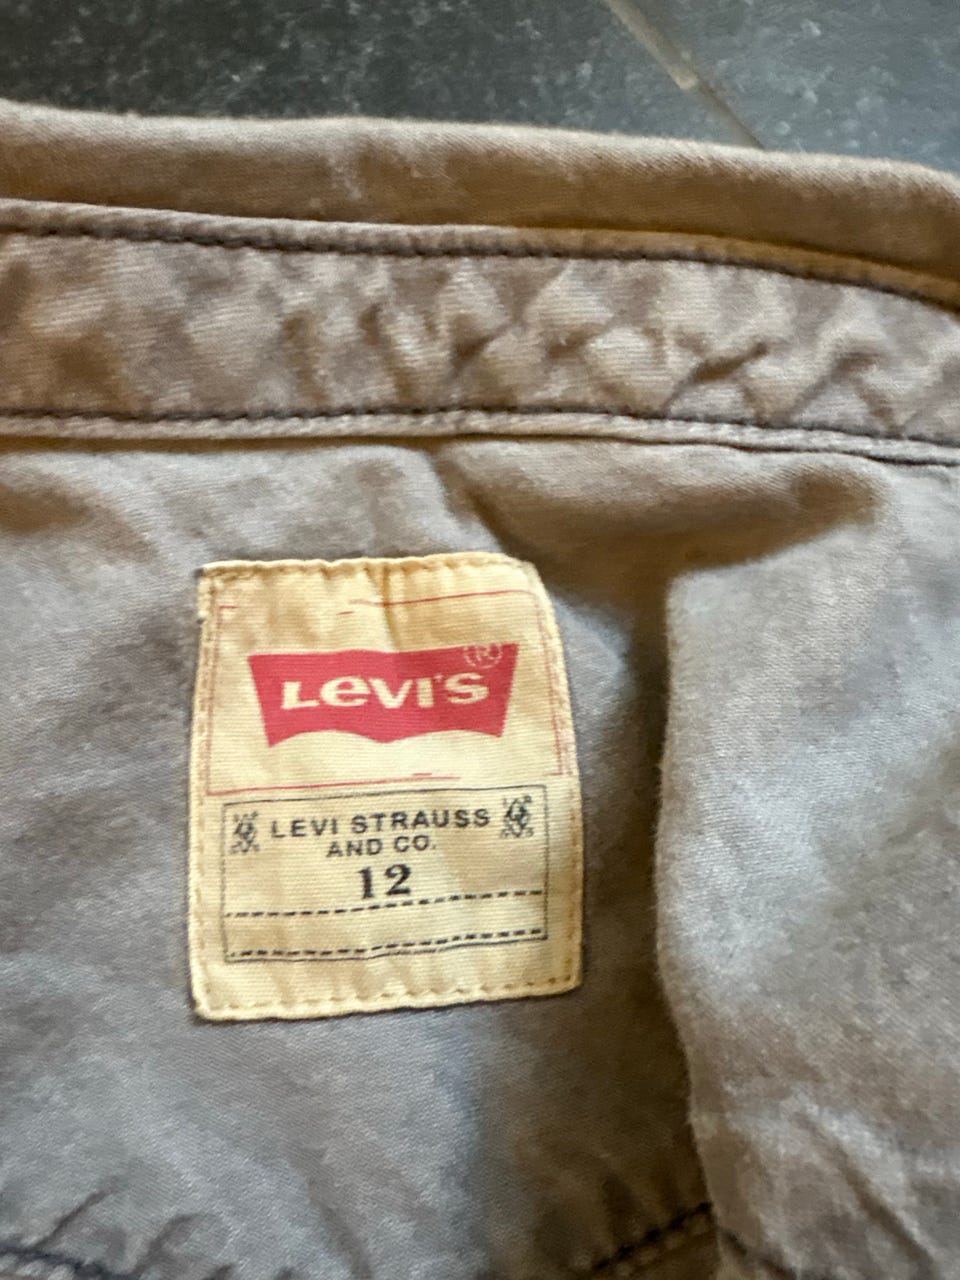 Levi's®
LEVI STRAUSS
AND CO.
12